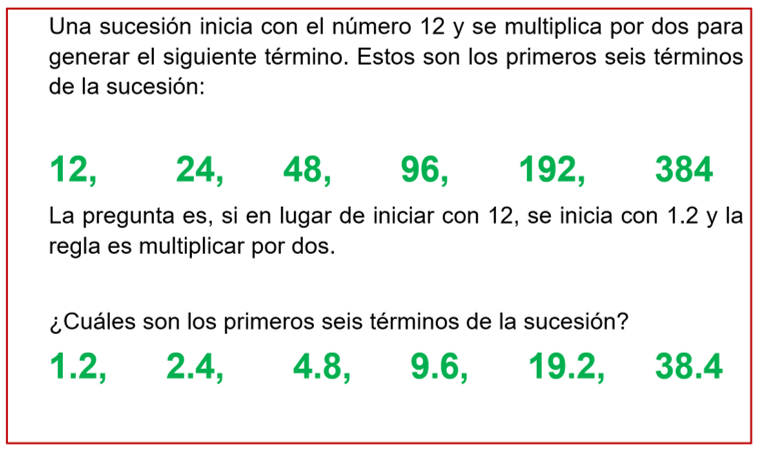 Una sucesión inicia con el número 12 y se multiplica por dos para
generar el siguiente término. Estos son los primeros seis términos
de la sucesión:
12, 24, 48, 96, 192, 384
La pregunta es, si en lugar de iniciar con 12, se inicia con 1.2 y la
regla es multiplicar por dos.
¿Cuáles son los primeros seis términos de la sucesión?
1.2, 2.4, 4.8, 9.6, 19.2, 38.4